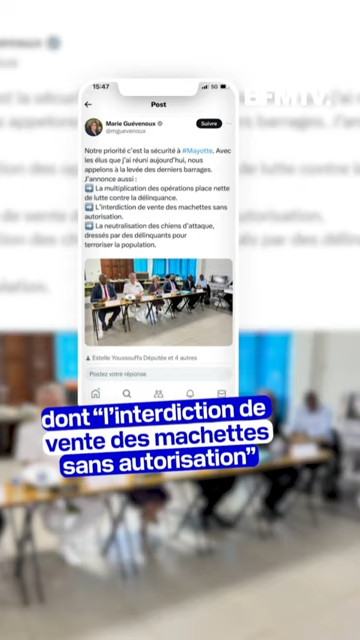 15:47
5G
BFMTV.
Post
Marie Guévenoux
@mguevenoux
Suivre
Notre priorité c'est la sécurité à #Mayotte. Avec
les élus que j'ai réuni aujourd'hui, nous
appelons à la levée des derniers barrages.
J'annonce aussi :
➡️ La multiplication des opérations place nette
de lutte contre la délinquance.
➡️ L'interdiction de vente des machettes sans
autorisation.
➡️ La neutralisation des chiens d'attaque,
dressés par des délinquants pour
terroriser la population.
Estelle Youssouffa Députée et 4 autres
Postez votre réponse
dont “l’interdiction de
vente des machettes
sans autorisation”